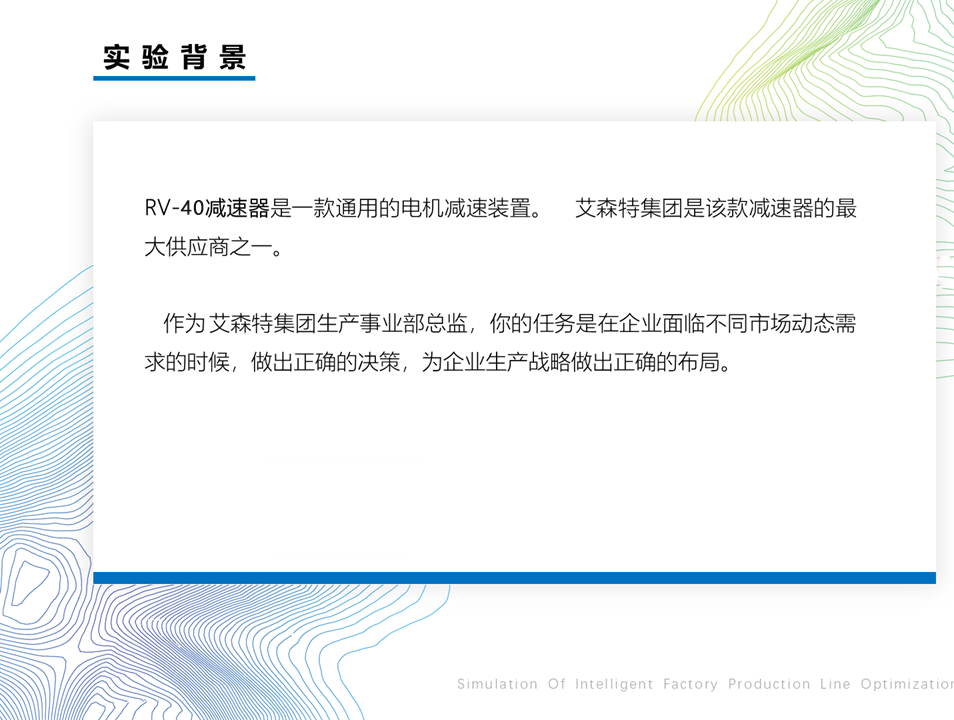 实验背景
RV-40减速器是一款通用的电机减速装置。 艾森特集团是该款减速器的最
大供应商之一。
作为艾森特集团生产事业部总监，你的任务是在企业面临不同市场动态需
求的时候，做出正确的决策，为企业生产战略做出正确的布局。
Simulation Of Intelligent Factory Production Line Optimization